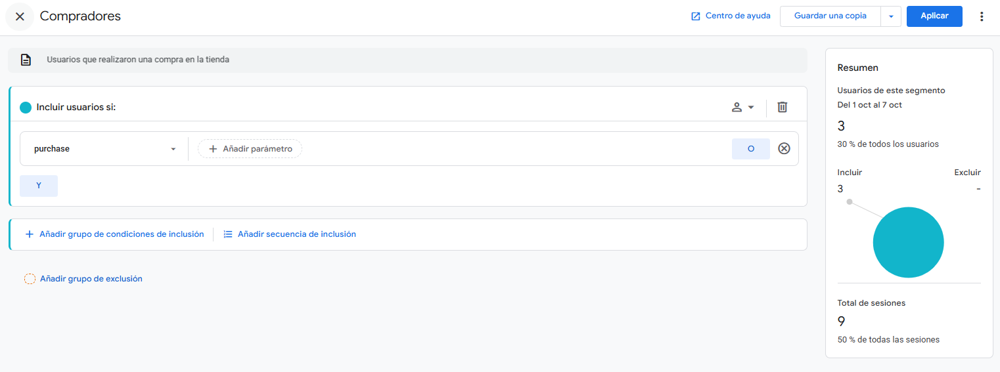 Compradores
Centro de ayuda
Guardar una copia
Aplicar
Usuarios que realizaron una compra en la tienda
Incluir usuarios si:
purchase
Añadir parámetro
O
Y
Añadir grupo de condiciones de inclusión
Añadir secuencia de inclusión
Añadir grupo de exclusión
Resumen
Usuarios de este segmento
Del 1 oct al 7 oct
3
30 % de todos los usuarios
Incluir Excluir
3 -
Total de sesiones
9
50 % de todas las sesiones